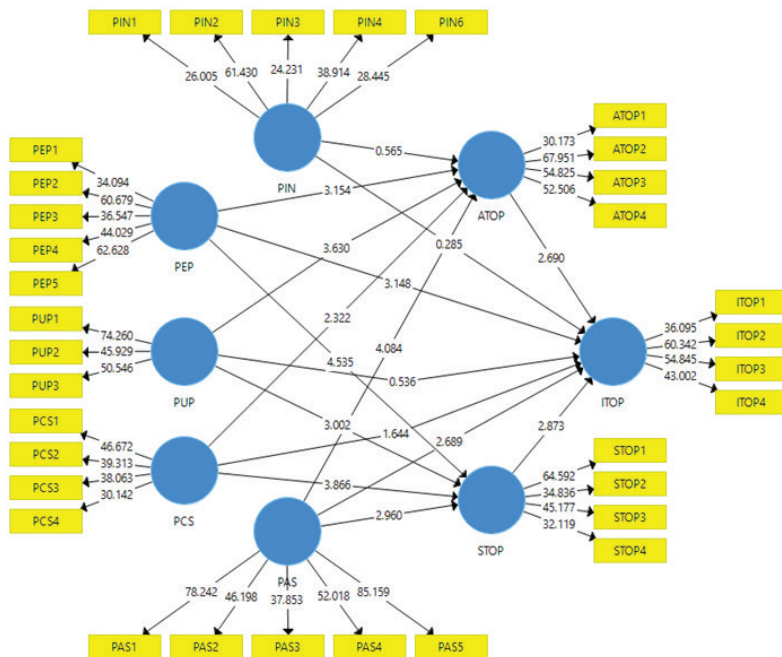 PIN1 PIN2 PIN3 PIN4 PIN6
26.005 61.430 24.231 38.914 28.445
PIN
PEP1
PEP2
PEP3
PEP4
PEP5
34.094
60.679
36.547
44.029
62.628
PEP
PUP1
PUP2
PUP3
74.260
45.929
50.546
PUP
PCS1
PCS2
PCS3
PCS4
46.672
39.313
38.063
30.142
PCS
0.565
3.154
3.630
0.285
3.148
2.322
4.084
4.535
0.536
3.002
1.644
2.689
3.866
2.960
2.690
2.873
ATOP
30.173
67.951
54.825
52.506
ATOP1
ATOP2
ATOP3
ATOP4
ITOP
36.095
60.342
54.845
43.002
ITOP1
ITOP2
ITOP3
ITOP4
STOP
64.592
34.836
45.177
32.119
STOP1
STOP2
STOP3
STOP4
PAS
78.242 46.198 37.853 52.018 85.159
PAS1 PAS2 PAS3 PAS4 PAS5